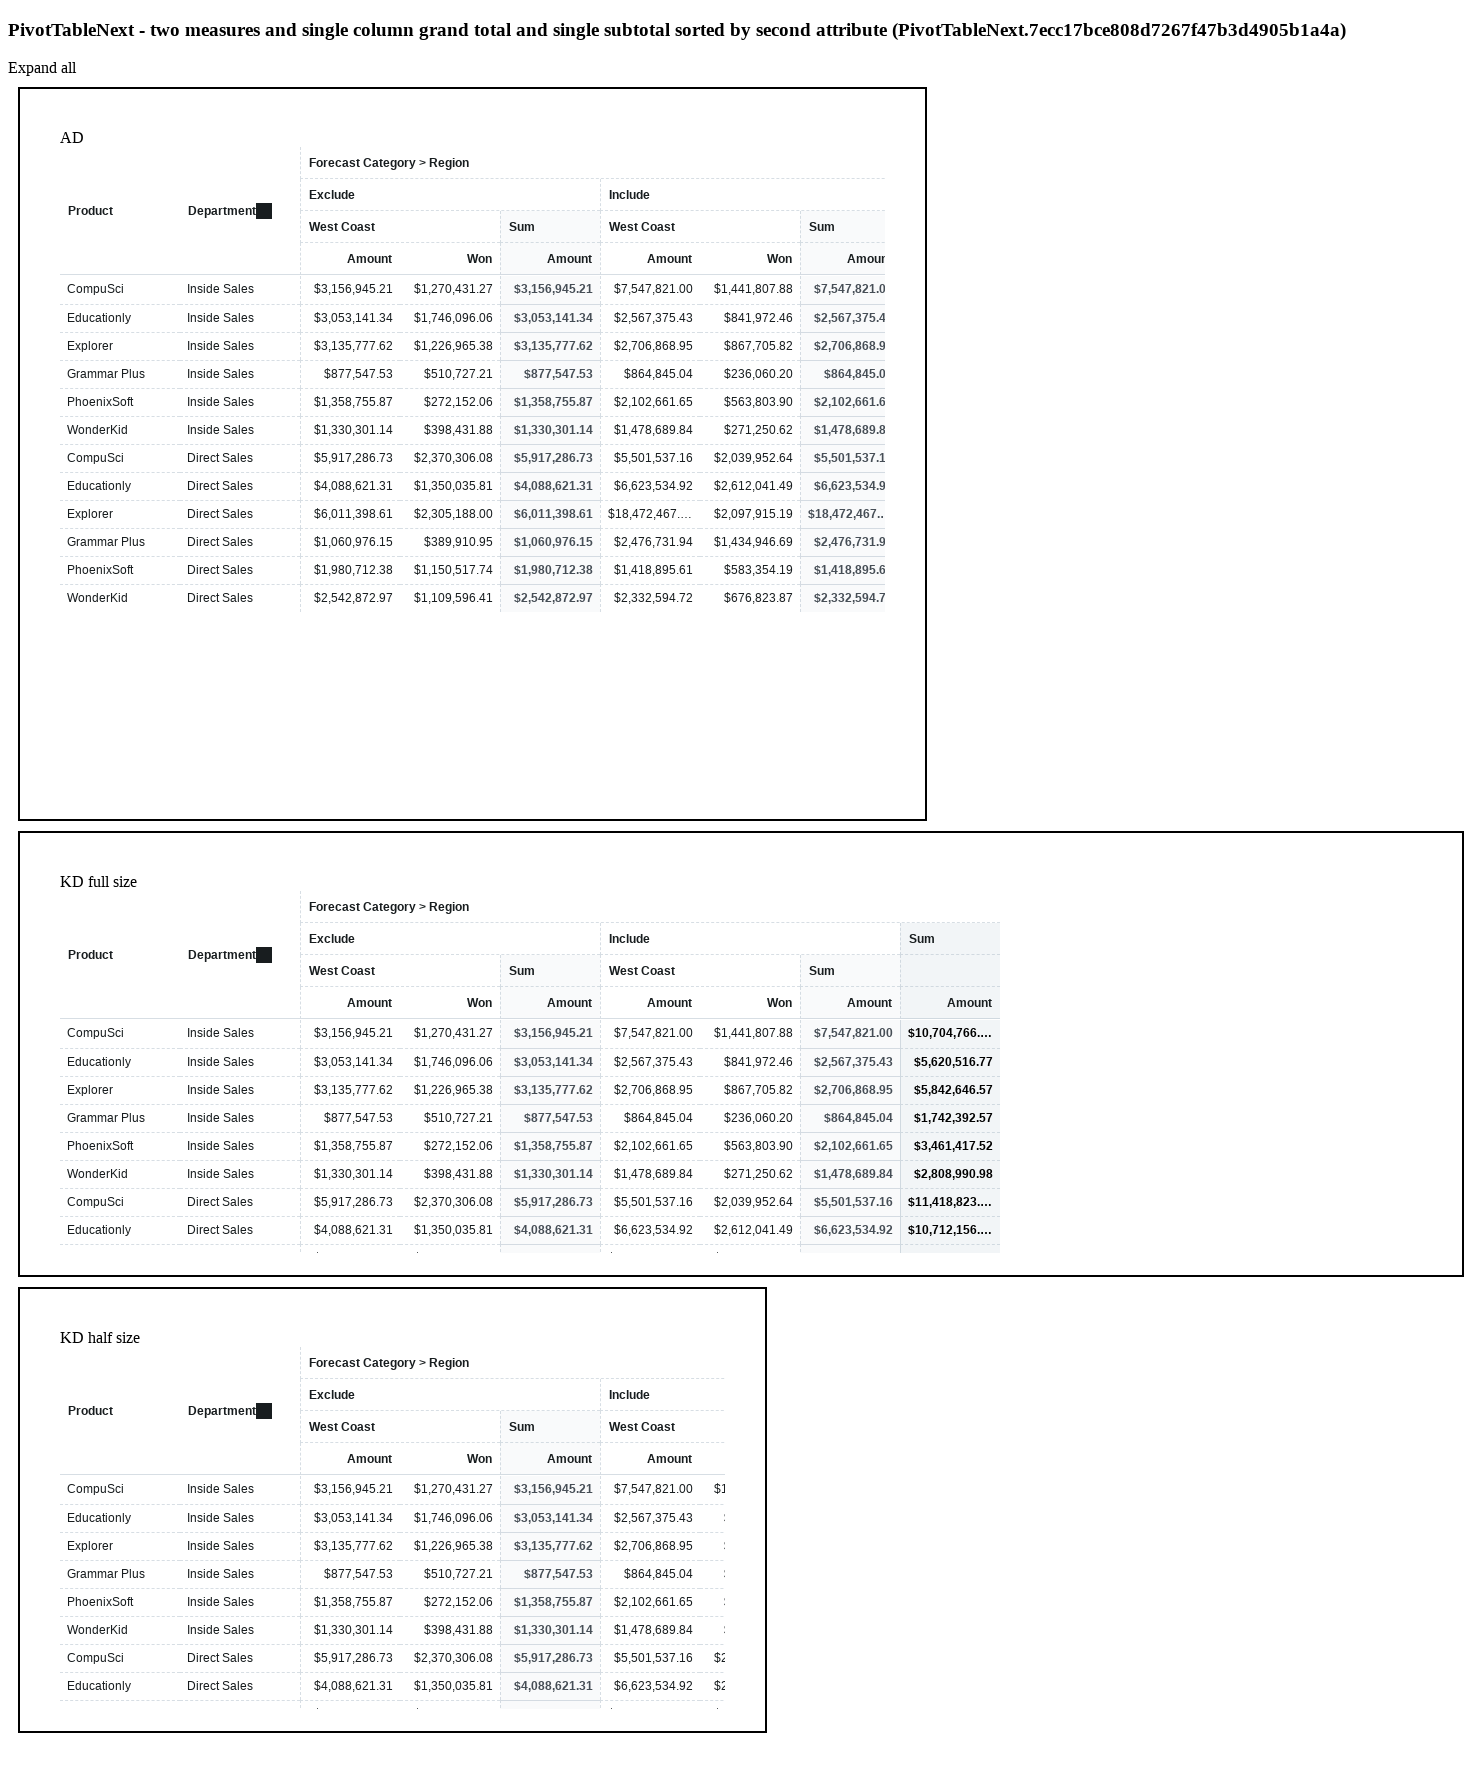 PivotTableNext - two measures and single column grand total and single subtotal sorted by second attribute (PivotTableNext.7ecc17bce808d7267f47b3d4905b1a4a)
Expand all
AD
Forecast Category > Region
Exclude Include
Product Department
West Coast Sum West Coast Sum
Amount Won Amount Amount Won Amour
CompuSci Inside Sales $3,156,945.21 $1,270,431.27 $3,156,945.21 $7,547,821.00 $1,441,807.88 $7,547,821.0
Educationly Inside Sales $3,053,141.34 $1,746,096.06 $3,053,141.34 $2,567,375.43 $841,972.46 $2,567,375.4
Explorer Inside Sales $3,135,777.62 $1,226,965.38 $3,135,777.62 $2,706,868.95 $867,705.82 $2,706,868.9
Grammar Plus Inside Sales $877,547.53 $510,727.21 $877,547.53 $864,845.04 $236,060.20 $864,845.0
PhoenixSoft Inside Sales $1,358,755.87 $272,152.06 $1,358,755.87 $2,102,661.65 $563,803.90 $2,102,661.6
WonderKid Inside Sales $1,330,301.14 $398,431.88 $1,330,301.14 $1,478,689.84 $271,250.62 $1,478,689.8
CompuSci Direct Sales $5,917,286.73 $2,370,306.08 $5,917,286.73 $5,501,537.16 $2,039,952.64 $5,501,537.1
Educationly Direct Sales $4,088,621.31 $1,350,035.81 $4,088,621.31 $6,623,534.92 $2,612,041.49 $6,623,534.9
Explorer Direct Sales $6,011,398.61 $2,305,188.00 $6,011,398.61 $18,472,467.… $2,097,915.19 $18,472,467..
Grammar Plus Direct Sales $1,060,976.15 $389,910.95 $1,060,976.15 $2,476,731.94 $1,434,946.69 $2,476,731.9
PhoenixSoft Direct Sales $1,980,712.38 $1,150,517.74 $1,980,712.38 $1,418,895.61 $583,354.19 $1,418,895.6
WonderKid Direct Sales $2,542,872.97 $1,109,596.41 $2,542,872.97 $2,332,594.72 $676,823.87 $2,332,594.7
KD full size
Forecast Category > Region
Exclude Include Sum
Product Department
West Coast Sum West Coast Sum
Amount Won Amount Amount Won Amount Amount
CompuSci Inside Sales $3,156,945.21 $1,270,431.27 $3,156,945.21 $7,547,821.00 $1,441,807.88 $7,547,821.00 $10,704,766.…
Educationly Inside Sales $3,053,141.34 $1,746,096.06 $3,053,141.34 $2,567,375.43 $841,972.46 $2,567,375.43 $5,620,516.77
Explorer Inside Sales $3,135,777.62 $1,226,965.38 $3,135,777.62 $2,706,868.95 $867,705.82 $2,706,868.95 $5,842,646.57
Grammar Plus Inside Sales $877,547.53 $510,727.21 $877,547.53 $864,845.04 $236,060.20 $864,845.04 $1,742,392.57
PhoenixSoft Inside Sales $1,358,755.87 $272,152.06 $1,358,755.87 $2,102,661.65 $563,803.90 $2,102,661.65 $3,461,417.52
WonderKid Inside Sales $1,330,301.14 $398,431.88 $1,330,301.14 $1,478,689.84 $271,250.62 $1,478,689.84 $2,808,990.98
CompuSci Direct Sales $5,917,286.73 $2,370,306.08 $5,917,286.73 $5,501,537.16 $2,039,952.64 $5,501,537.16 $11,418,823.…
Educationly Direct Sales $4,088,621.31 $1,350,035.81 $4,088,621.31 $6,623,534.92 $2,612,041.49 $6,623,534.92 $10,712,156.…
KD half size
Forecast Category > Region
Exclude Include
Product Department
West Coast Sum West Coast
Amount Won Amount Amount
CompuSci Inside Sales $3,156,945.21 $1,270,431.27 $3,156,945.21 $7,547,821.00 $1
Educationly Inside Sales $3,053,141.34 $1,746,096.06 $3,053,141.34 $2,567,375.43
Explorer Inside Sales $3,135,777.62 $1,226,965.38 $3,135,777.62 $2,706,868.95
Grammar Plus Inside Sales $877,547.53 $510,727.21 $877,547.53 $864,845.04
PhoenixSoft Inside Sales $1,358,755.87 $272,152.06 $1,358,755.87 $2,102,661.65
WonderKid Inside Sales $1,330,301.14 $398,431.88 $1,330,301.14 $1,478,689.84
CompuSci Direct Sales $5,917,286.73 $2,370,306.08 $5,917,286.73 $5,501,537.16 $2
Educationly Direct Sales $4,088,621.31 $1,350,035.81 $4,088,621.31 $6,623,534.92 $2